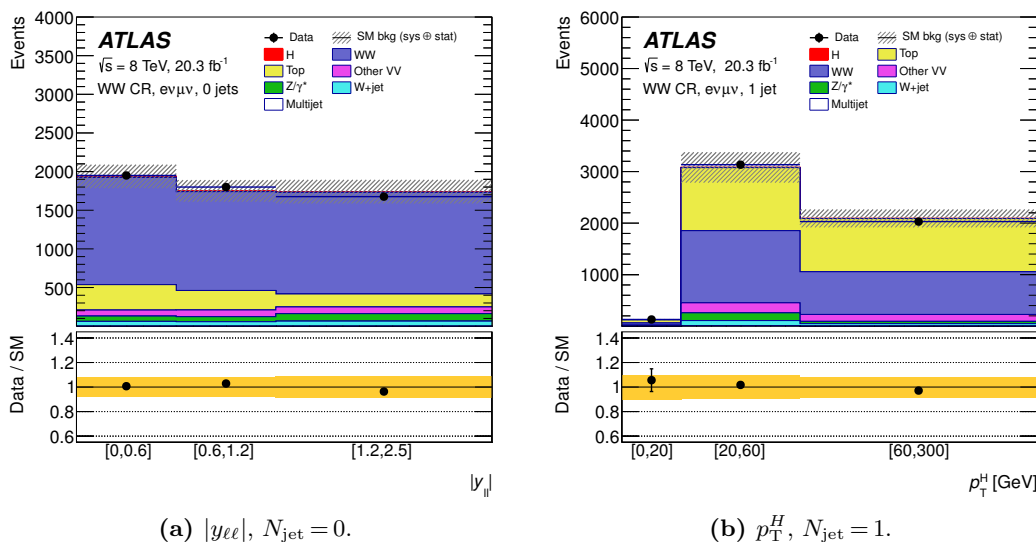 Events
4000
3500
3000
2500
2000
1500
1000
500
ATLAS
√s = 8 TeV, 20.3 fb⁻¹
WW CR, eνμν, 0 jets
Data
SM bkg (sys ⊕ stat)
H
WW
Top
Other VV
Z/γ*
W+jet
Multijet
Data / SM
1.4
1.2
1
0.8
0.6
[0,0.6]
[0.6,1.2]
[1.2,2.5]
|y_ll|
(a) |y_ℓℓ|, N_jet = 0.
Events
6000
5000
4000
3000
2000
1000
ATLAS
√s = 8 TeV, 20.3 fb⁻¹
WW CR, eνμν, 1 jet
Data
SM bkg (sys ⊕ stat)
H
Top
WW
Other VV
Z/γ*
W+jet
Multijet
Data / SM
1.4
1.2
1
0.8
0.6
[0,20]
[20,60]
[60,300]
p_T^H [GeV]
(b) p_T^H, N_jet = 1.